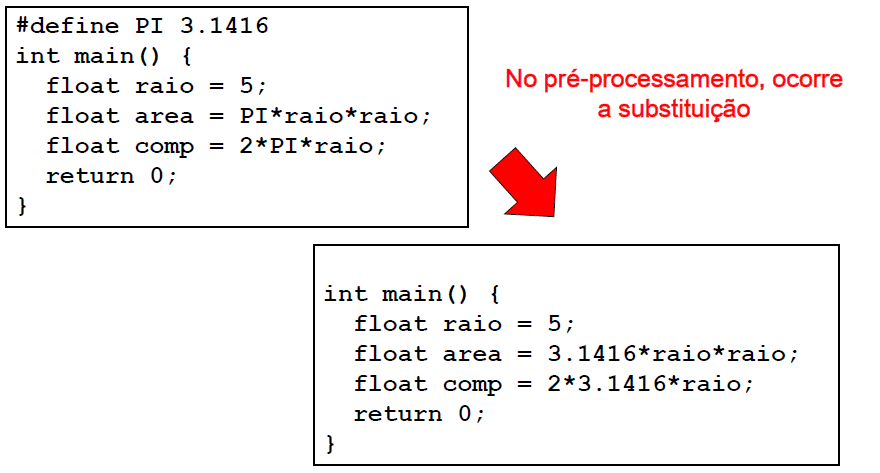 #define PI 3.1416
int main() {
  float raio = 5;
  float area = PI*raio*raio;
  float comp = 2*PI*raio;
  return 0;
}
No pré-processamento, ocorre
a substituição
int main() {
  float raio = 5;
  float area = 3.1416*raio*raio;
  float comp = 2*3.1416*raio;
  return 0;
}